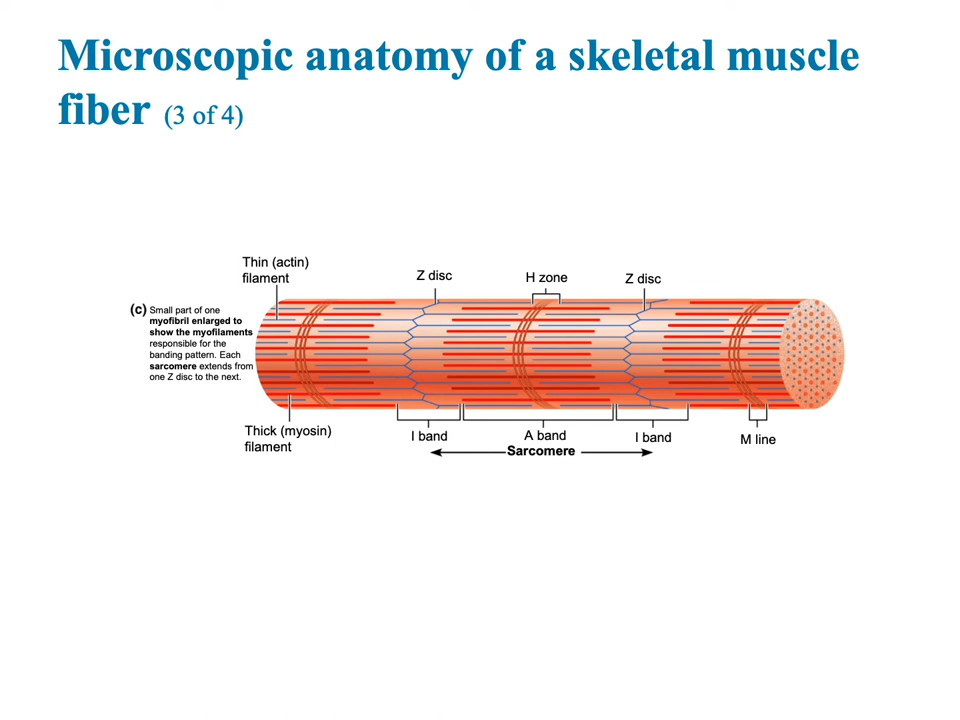 Microscopic anatomy of a skeletal muscle
fiber (3 of 4)
Thin (actin)
filament
Z disc
H zone
Z disc
(c) Small part of one
myofibril enlarged to
show the myofilaments
responsible for the
banding pattern. Each
sarcomere extends from
one Z disc to the next.
Thick (myosin)
filament
I band
A band
I band
M line
Sarcomere